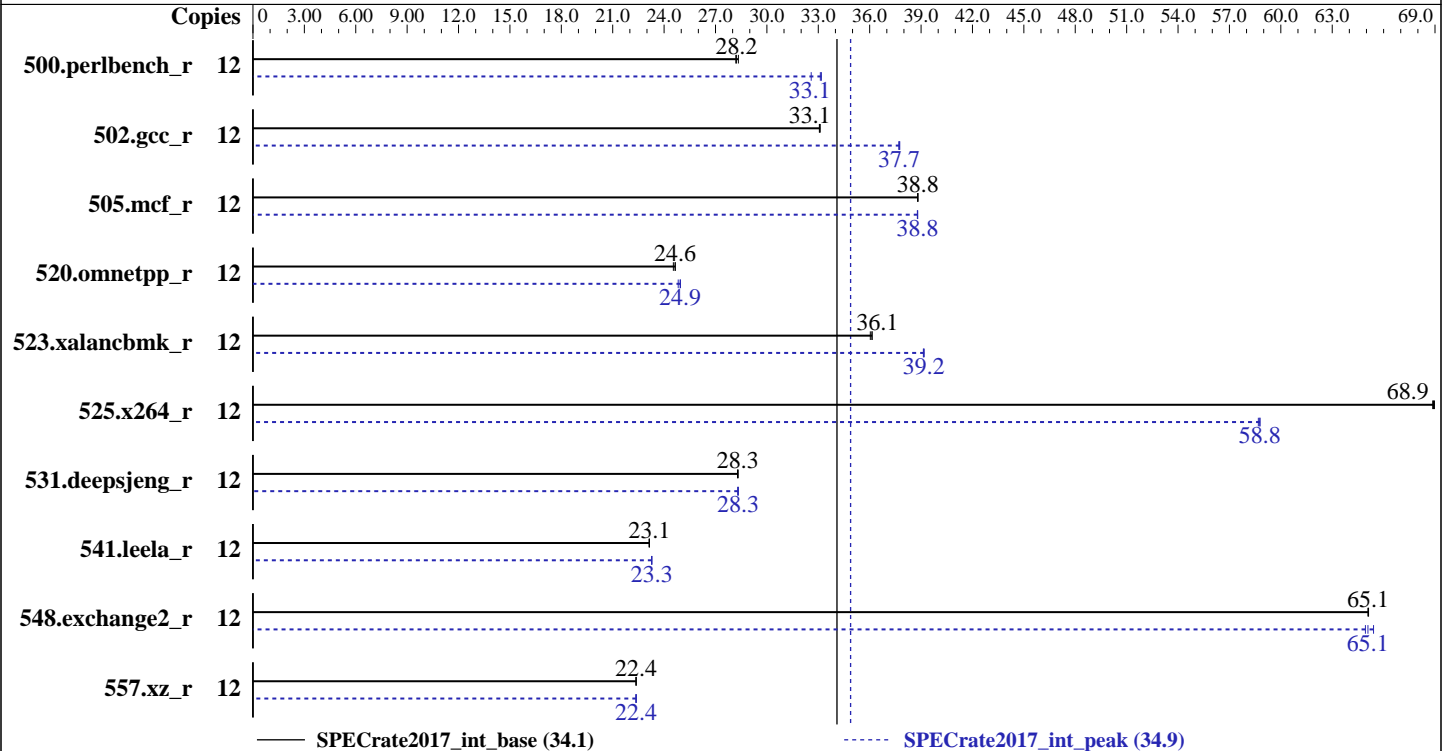 Copies 0 3.00 6.00 9.00 12.0 15.0 18.0 21.0 24.0 27.0 30.0 33.0 36.0 39.0 42.0 45.0 48.0 51.0 54.0 57.0 60.0 63.0 69.0
28.2
500.perlbench_r 12
33.1
33.1
502.gcc_r 12
37.7
38.8
505.mcf_r 12
38.8
24.6
520.omnetpp_r 12
24.9
36.1
523.xalancbmk_r 12
39.2
68.9
525.x264_r 12
58.8
28.3
531.deepsjeng_r 12
28.3
23.1
541.leela_r 12
23.3
65.1
548.exchange2_r 12
65.1
22.4
557.xz_r 12
22.4
SPECrate2017_int_base (34.1) SPECrate2017_int_peak (34.9)